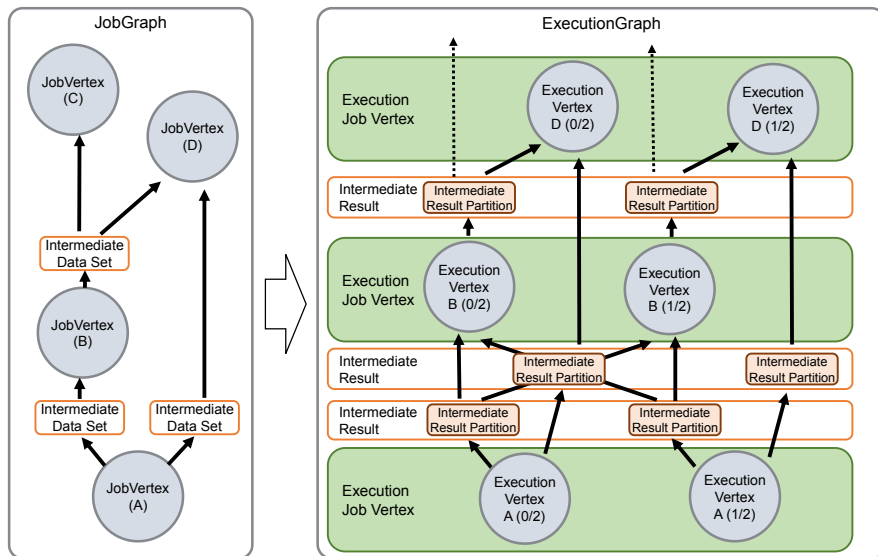 JobGraph
JobVertex
(C)
JobVertex
(D)
Intermediate
Data Set
JobVertex
(B)
Intermediate
Data Set
Intermediate
Data Set
JobVertex
(A)
ExecutionGraph
Execution
Job Vertex
Execution
Vertex
D (0/2)
Execution
Vertex
D (1/2)
Intermediate
Result
Intermediate
Result Partition
Intermediate
Result Partition
Execution
Job Vertex
Execution
Vertex
B (0/2)
Execution
Vertex
B (1/2)
Intermediate
Result
Intermediate
Result Partition
Intermediate
Result Partition
Intermediate
Result
Intermediate
Result Partition
Intermediate
Result Partition
Execution
Job Vertex
Execution
Vertex
A (0/2)
Execution
Vertex
A (1/2)